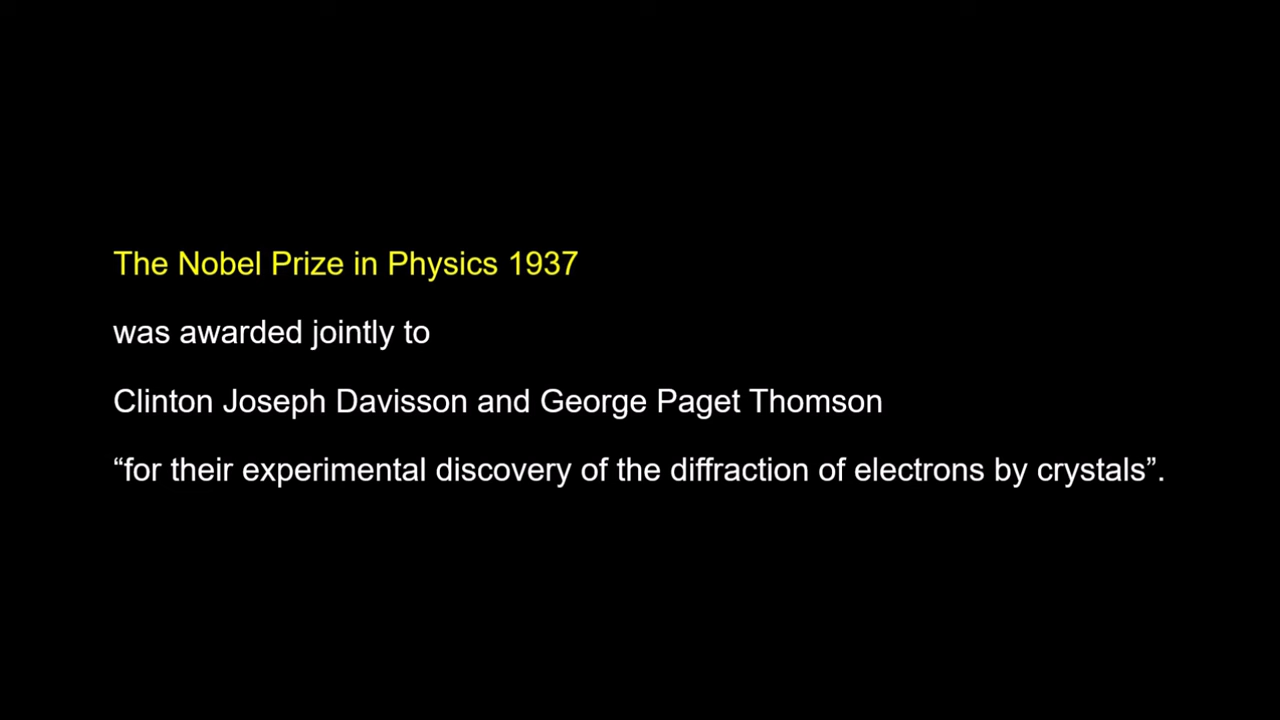 The Nobel Prize in Physics 1937
was awarded jointly to
Clinton Joseph Davisson and George Paget Thomson
“for their experimental discovery of the diffraction of electrons by crystals”.